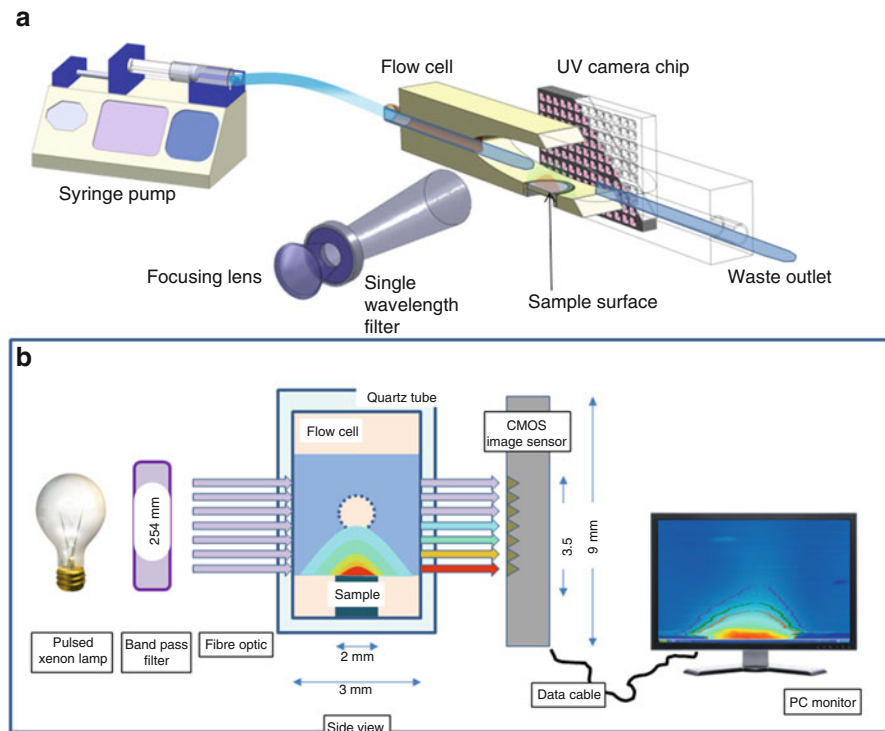 a
Flow cell
UV camera chip
Syringe pump
Focusing lens
Single
wavelength
filter
Sample surface
Waste outlet
b
Quartz tube
Flow cell
CMOS
image sensor
254 mm
3.5
9 mm
Sample
Pulsed
xenon lamp
Band pass
filter
Fibre optic
2 mm
3 mm
Data cable
PC monitor
Side view